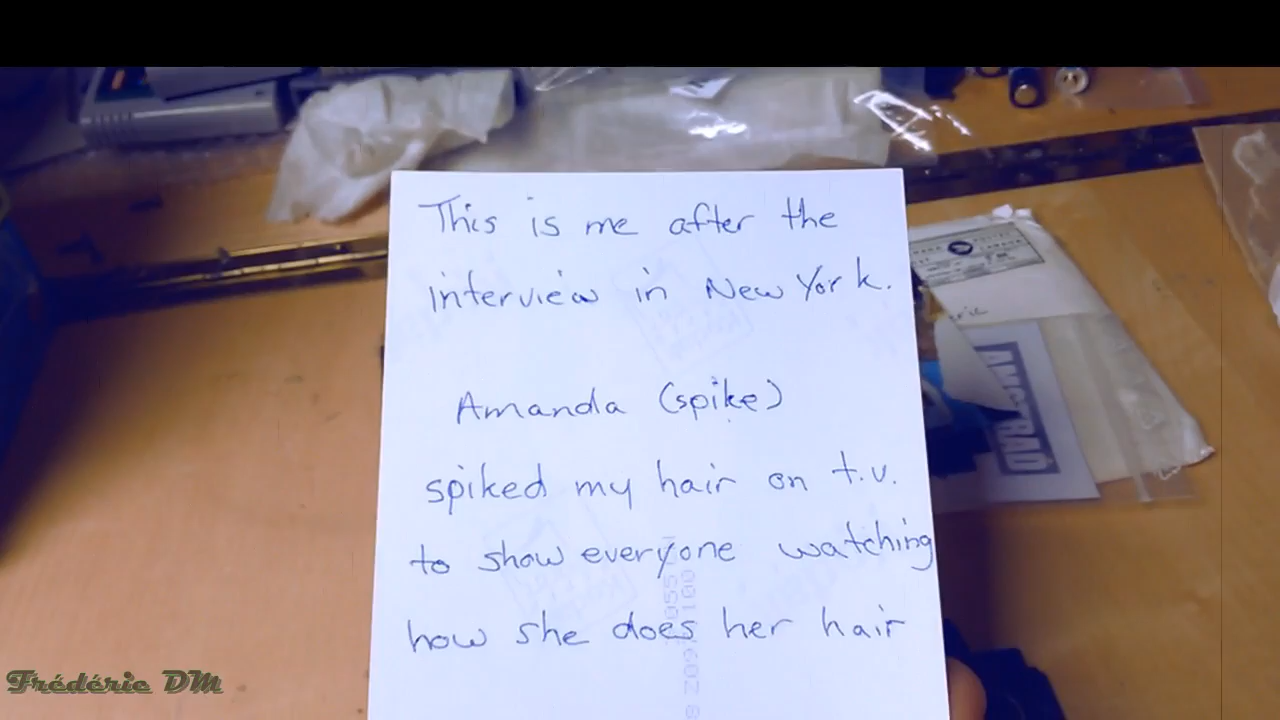 This is me after the
interview in New York.
Amanda (spike)
spiked my hair on t.v.
to show everyone watching
how she does her hair
AMSTRAD
Frédéric DM